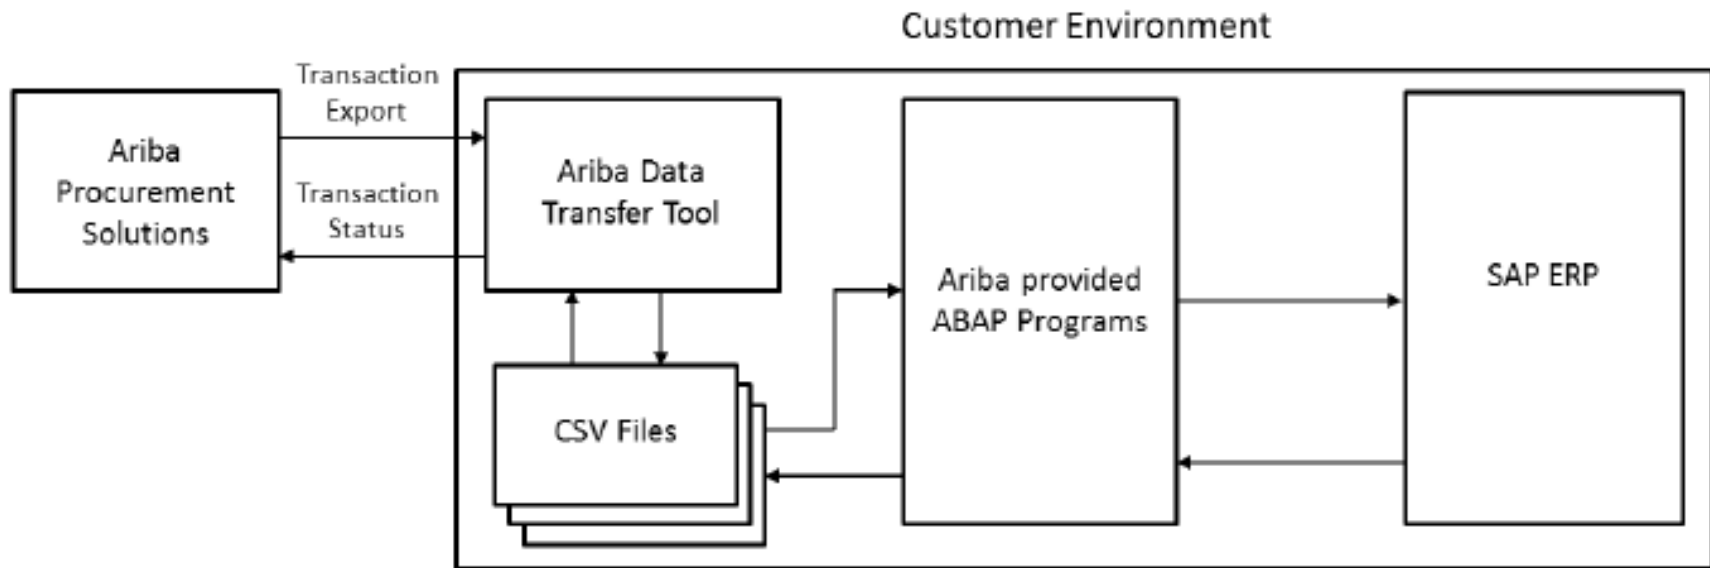 Customer Environment
Transaction
Export
Ariba
Procurement
Solutions
Transaction
Status
Ariba Data
Transfer Tool
CSV Files
Ariba provided
ABAP Programs
SAP ERP